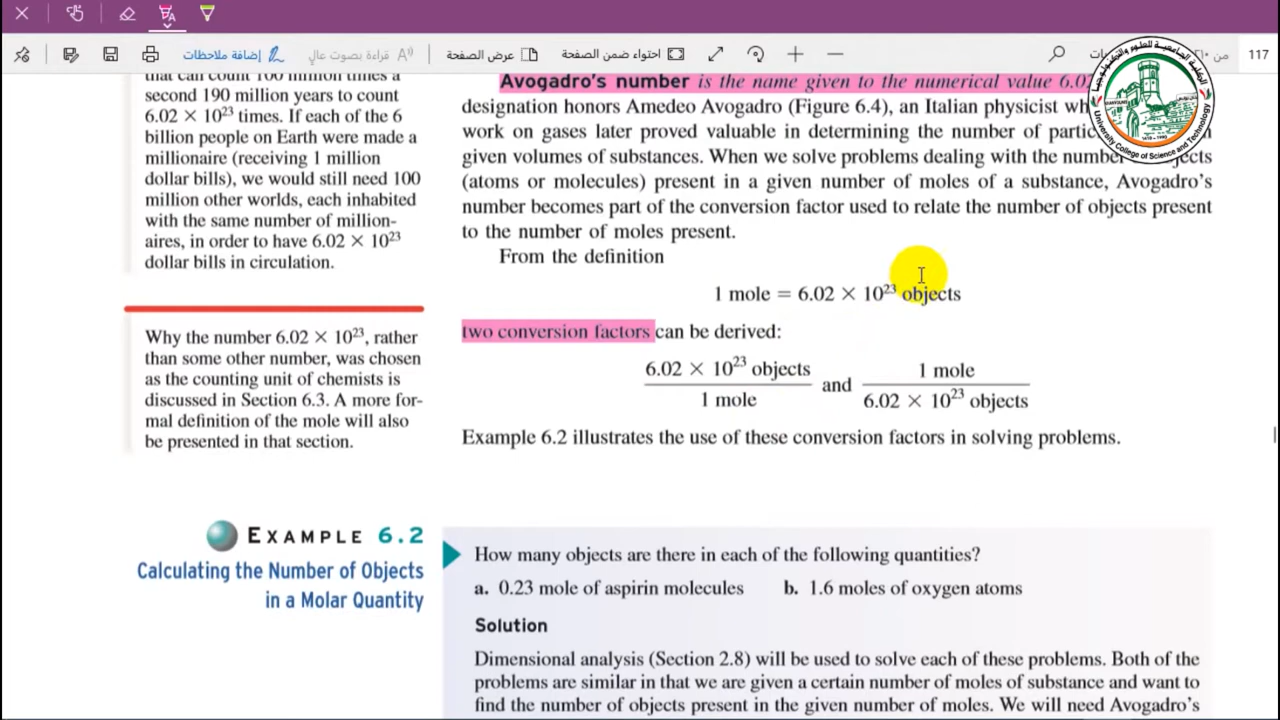 قراءة بصوت عالٍ
إضافة ملاحظات
عرض الصفحة
احتواء ضمن الصفحة
من
117
that can count 100 million times a
second 190 million years to count
6.02 × 10²³ times. If each of the 6
billion people on Earth were made a
millionaire (receiving 1 million
dollar bills), we would still need 100
million other worlds, each inhabited
with the same number of million-
aires, in order to have 6.02 × 10²³
dollar bills in circulation.
Why the number 6.02 × 10²³, rather
than some other number, was chosen
as the counting unit of chemists is
discussed in Section 6.3. A more for-
mal definition of the mole will also
be presented in that section.
Avogadro's number is the name given to the numerical value 6.02
designation honors Amedeo Avogadro (Figure 6.4), an Italian physicist
work on gases later proved valuable in determining the number of
given volumes of substances. When we solve problems dealing with the
(atoms or molecules) present in a given number of moles of a substance, Avogadro's
number becomes part of the conversion factor used to relate the number of objects present
to the number of moles present.
From the definition
1 mole = 6.02 × 10²³ objects
two conversion factors can be derived:
6.02 × 10²³ objects
1 mole
and
1 mole
6.02 × 10²³ objects
Example 6.2 illustrates the use of these conversion factors in solving problems.
EXAMPLE 6.2
Calculating the Number of Objects
in a Molar Quantity
How many objects are there in each of the following quantities?
a. 0.23 mole of aspirin molecules b. 1.6 moles of oxygen atoms
Solution
Dimensional analysis (Section 2.8) will be used to solve each of these problems. Both of the
problems are similar in that we are given a certain number of moles of substance and want to
find the number of objects present in the given number of moles. We will need Avogadro's
University College of Science and Technology